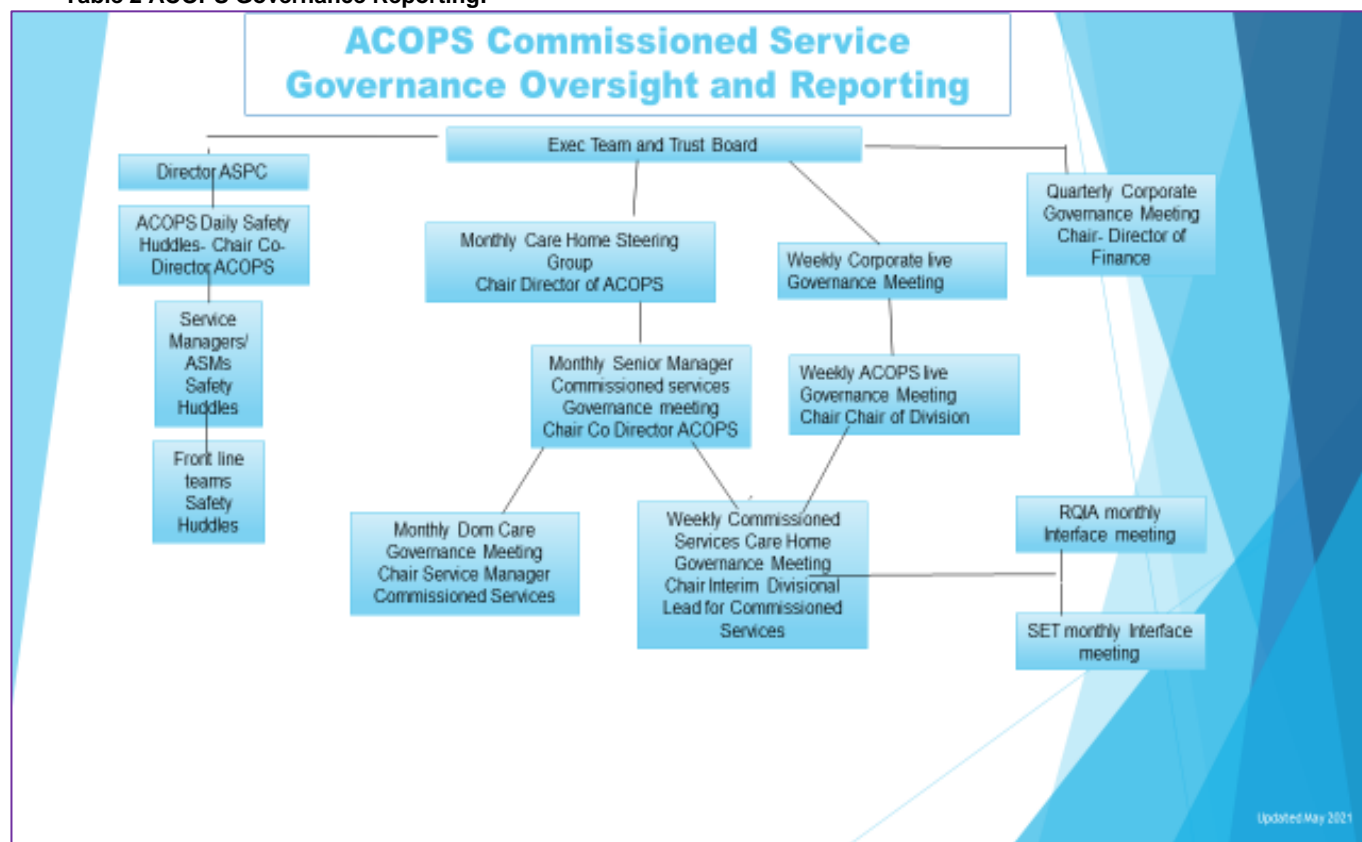 Table 2 ACOPS Governance Reporting.
ACOPS Commissioned Service
Governance Oversight and Reporting
Exec Team and Trust Board
Director ASPC
ACOPS Daily Safety
Huddles- Chair Co-
Director ACOPS
Service
Managers/
ASMs
Safety
Huddles
Front line
teams
Safety
Huddles
Monthly Care Home Steering
Group
Chair Director of ACOPS
Monthly Senior Manager
Commissioned services
Governance meeting
Chair Co Director ACOPS
Monthly Dom Care
Governance Meeting
Chair Service Manager
Commissioned Services
Weekly Corporate live
Governance Meeting
Weekly ACOPS live
Governance Meeting
Chair Chair of Division
Weekly Commissioned
Services Care Home
Governance Meeting
Chair Interim Divisional
Lead for Commissioned
Services
Quarterly Corporate
Governance Meeting
Chair- Director of
Finance
RQIA monthly
Interface meeting
SET monthly Interface
meeting
Updated May 2021